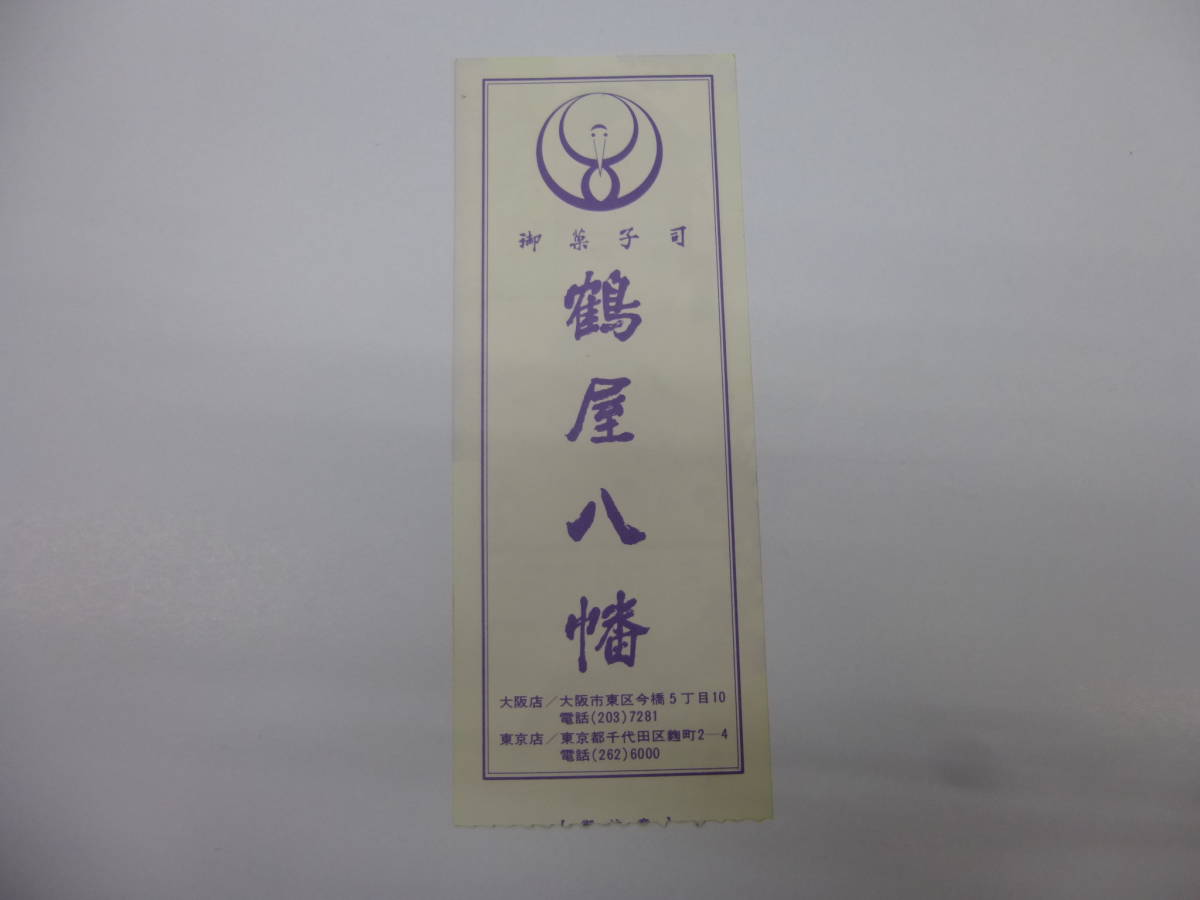 御菓子司
鶴屋八幡
大阪店／大阪市東区今橋5丁目10
電話(203)7281
東京店／東京都千代田区麹町2―4
電話(262)6000